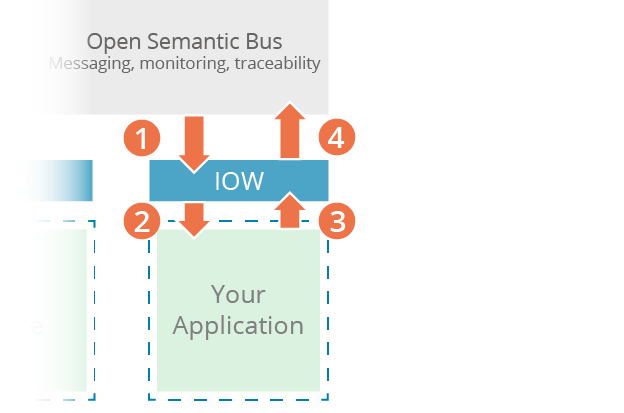 Open Semantic Bus
Messaging, monitoring, traceability
1
4
IOW
2
3
Your
Application